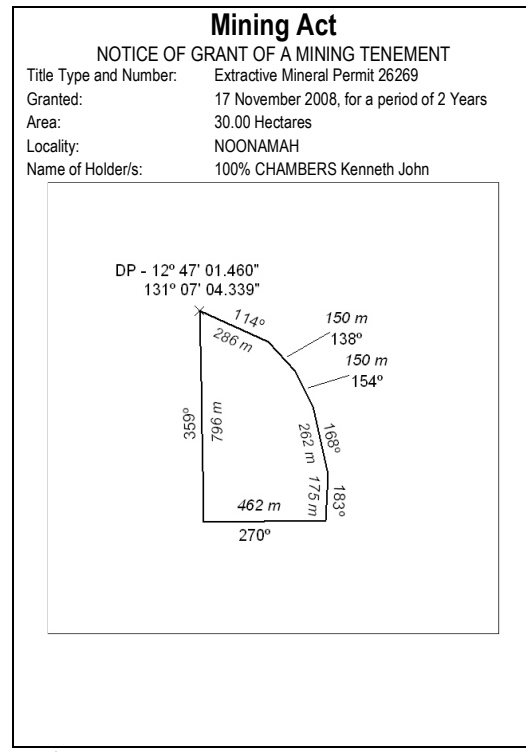 Mining Act
NOTICE OF GRANT OF A MINING TENEMENT
Title Type and Number: Extractive Mineral Permit 26269
Granted: 17 November 2008, for a period of 2 Years
Area: 30.00 Hectares
Locality: NOONAMAH
Name of Holder/s: 100% CHAMBERS Kenneth John
DP - 12º 47' 01.460"
131º 07' 04.339"
114º
286 m
150 m
138º
150 m
154º
359º
796 m
262 m
168º
175 m
183º
462 m
270º